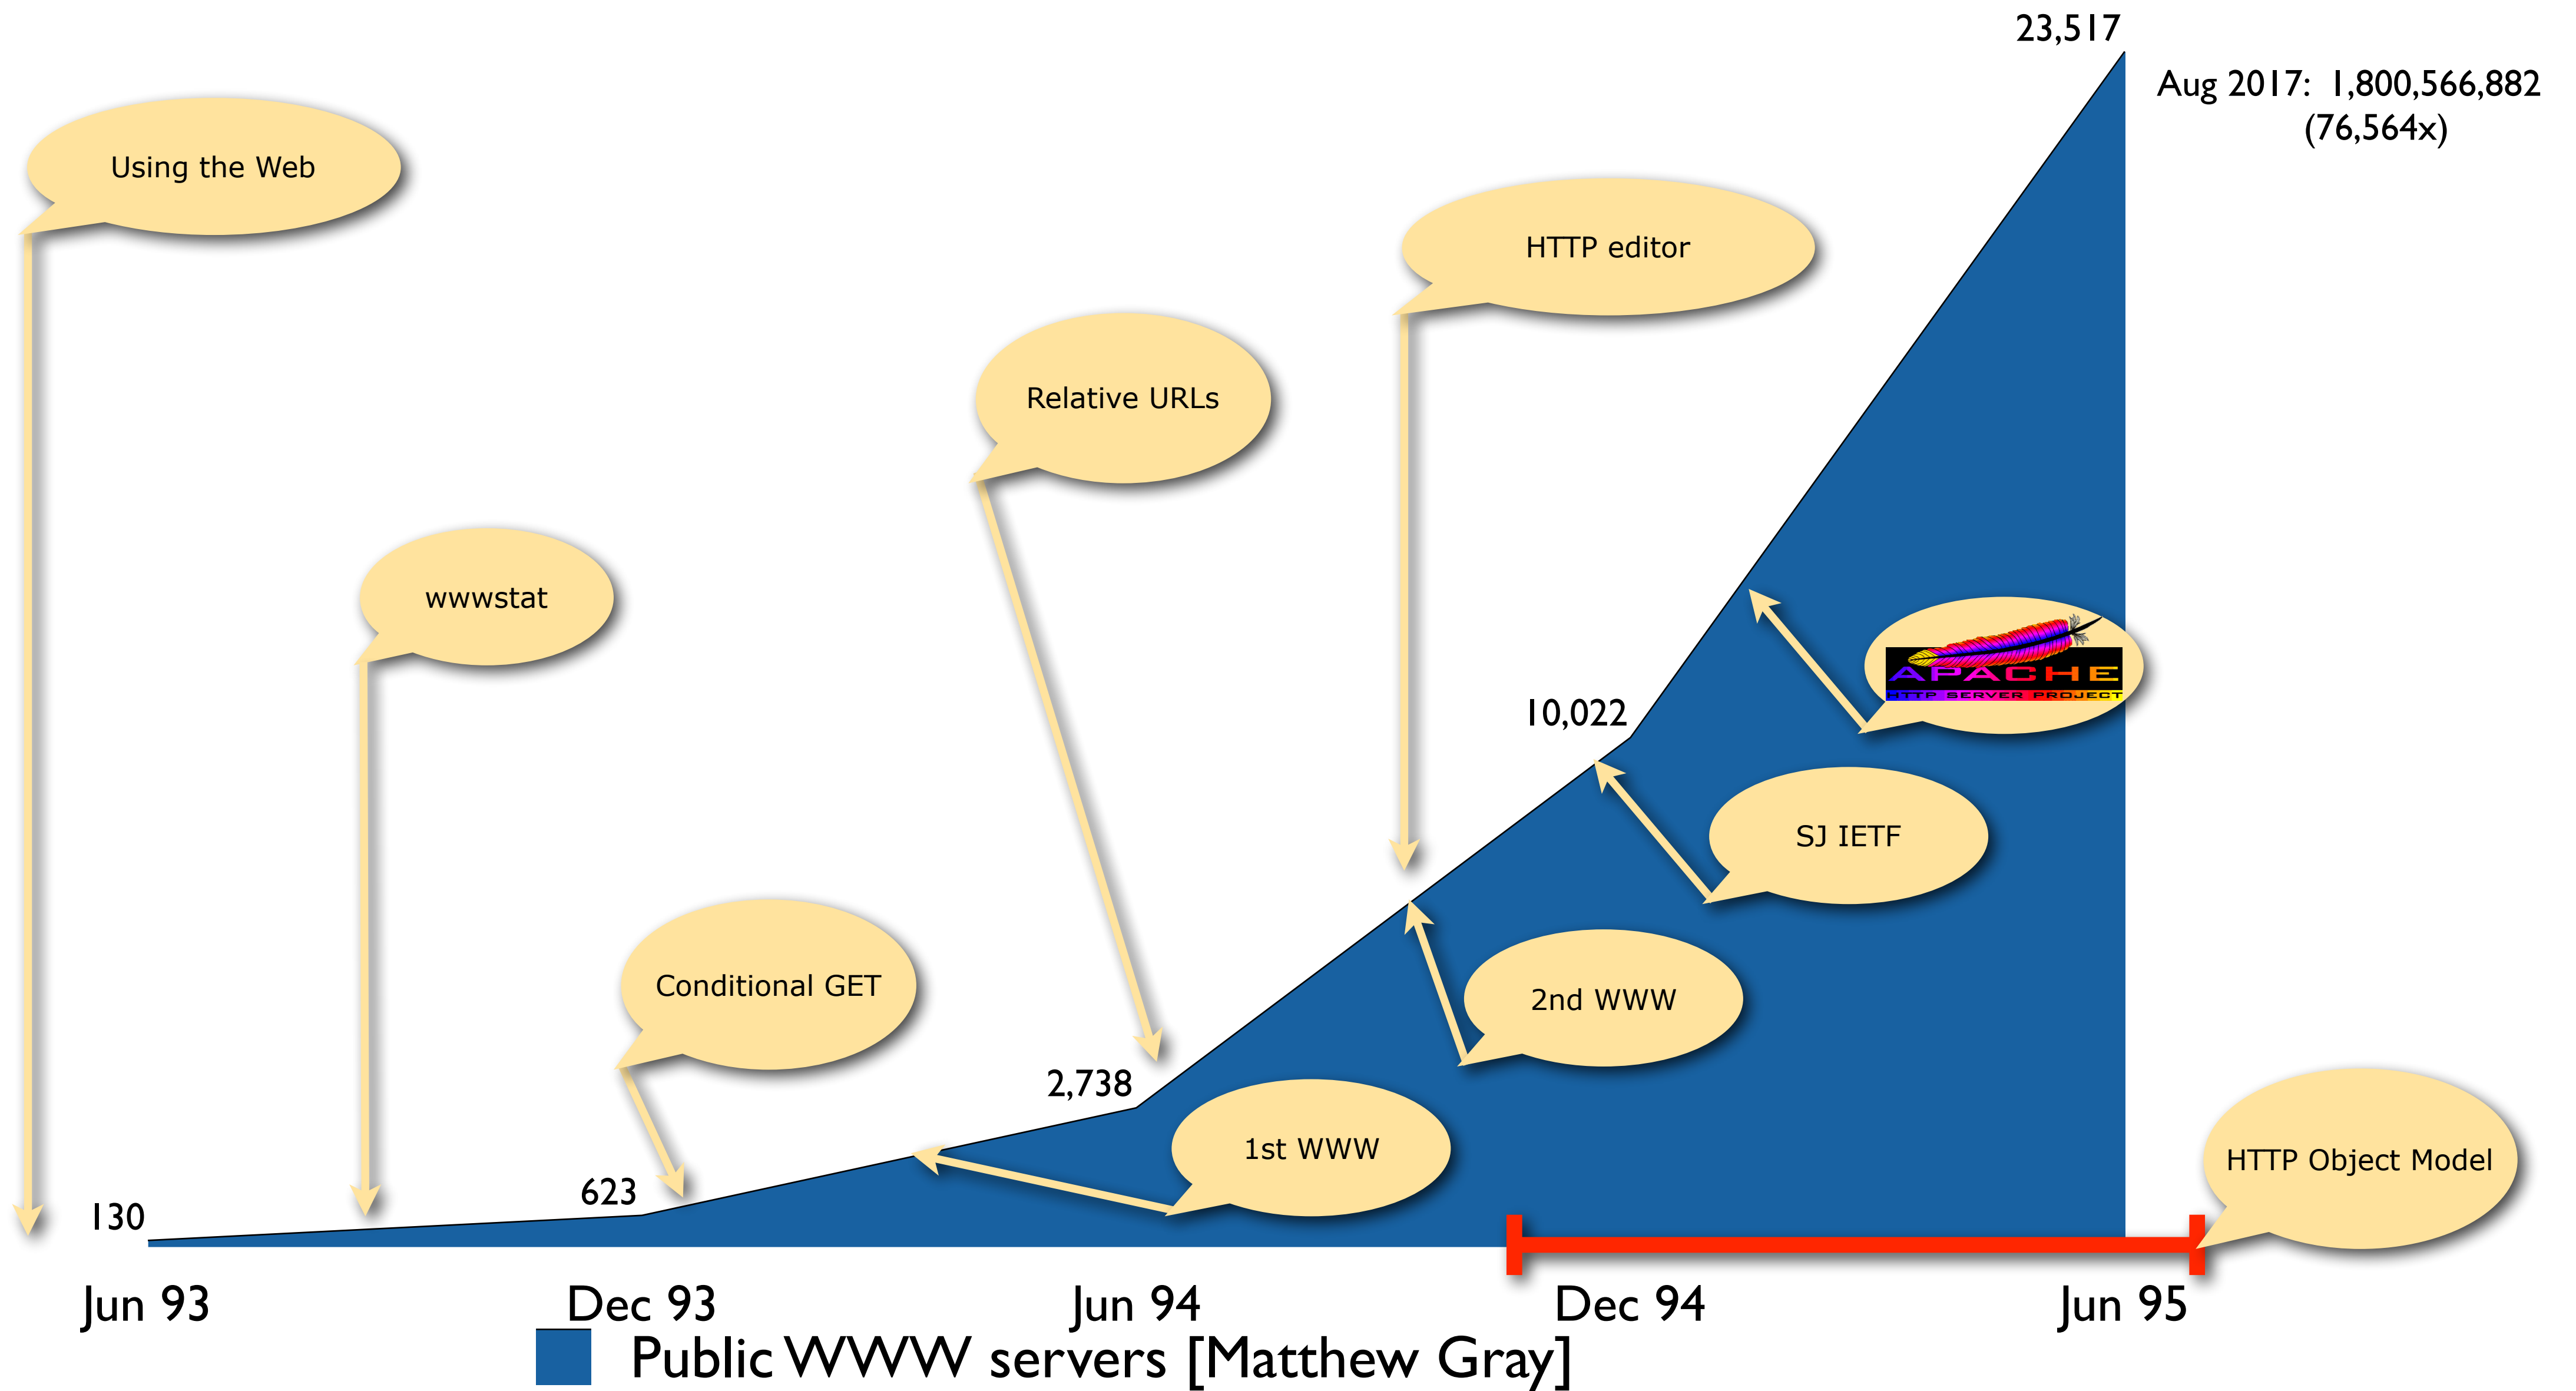 23,517
Aug 2017: 1,800,566,882
(76,564x)
Using the Web
HTTP editor
Relative URLs
wwwstat
APACHE
HTTP SERVER PROJECT
10,022
SJ IETF
Conditional GET
2nd WWW
2,738
1st WWW
HTTP Object Model
623
130
Jun 93
Dec 93
Jun 94
Dec 94
Jun 95
Public WWW servers [Matthew Gray]